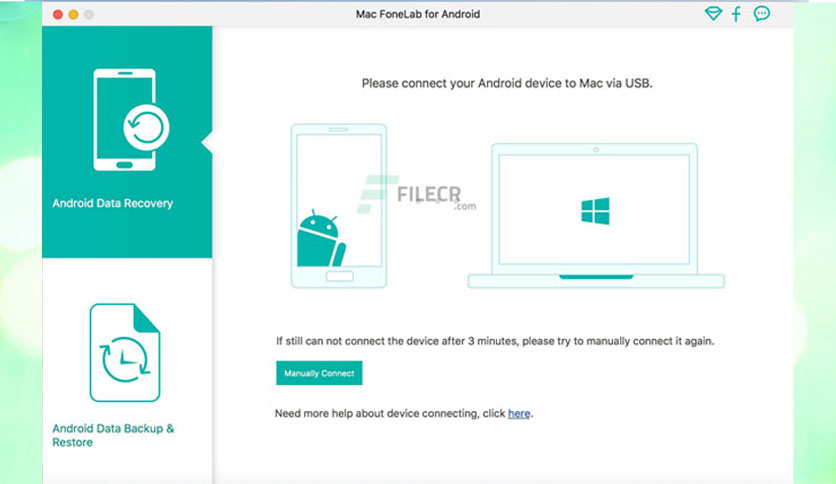 Mac FoneLab for Android
Please connect your Android device to Mac via USB.
Android Data Recovery
FILECR
.com
If still can not connect the device after 3 minutes, please try to manually connect it again.
Manually Connect
Need more help about device connecting, click here.
Android Data Backup &
Restore